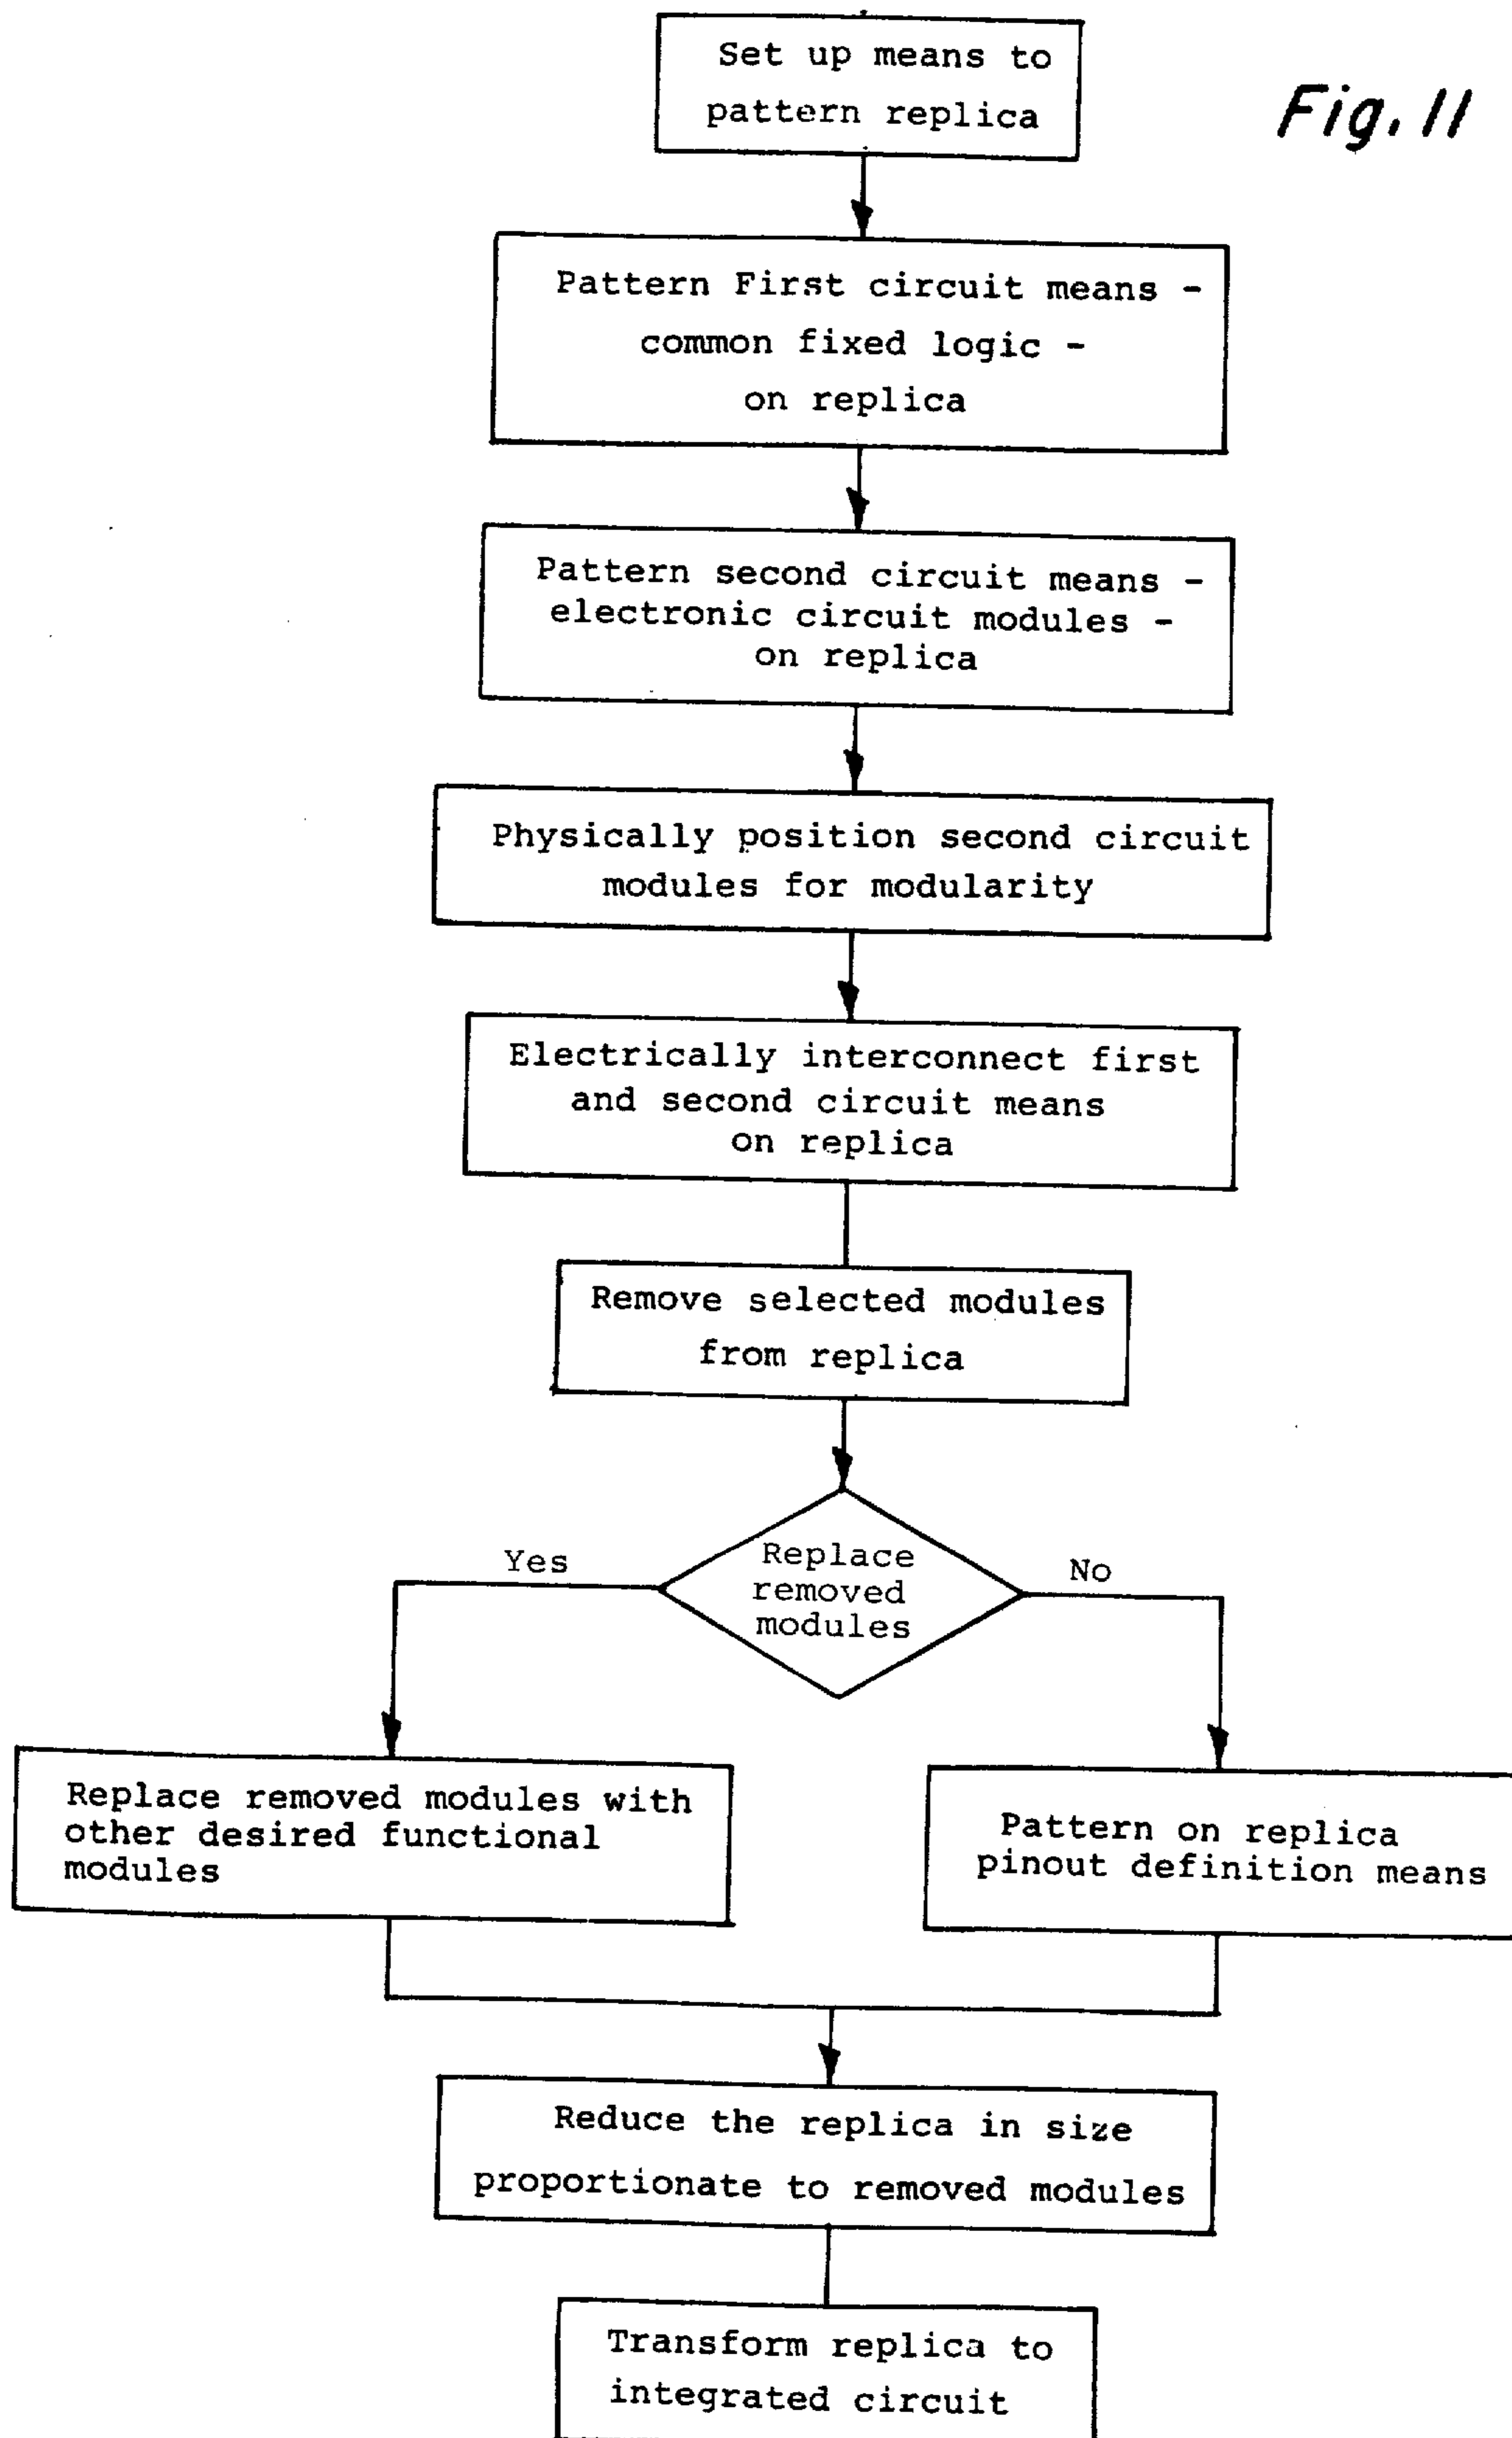 Fig. 11
Set up means to
pattern replica
Pattern First circuit means -
common fixed logic -
on replica
Pattern second circuit means -
electronic circuit modules -
on replica
Physically position second circuit
modules for modularity
Electrically interconnect first
and second circuit means
on replica
Remove selected modules
from replica
Replace
removed
modules
Yes
No
Replace removed modules with
other desired functional
modules
Pattern on replica
pinout definition means
Reduce the replica in size
proportionate to removed modules
Transform replica to
integrated circuit